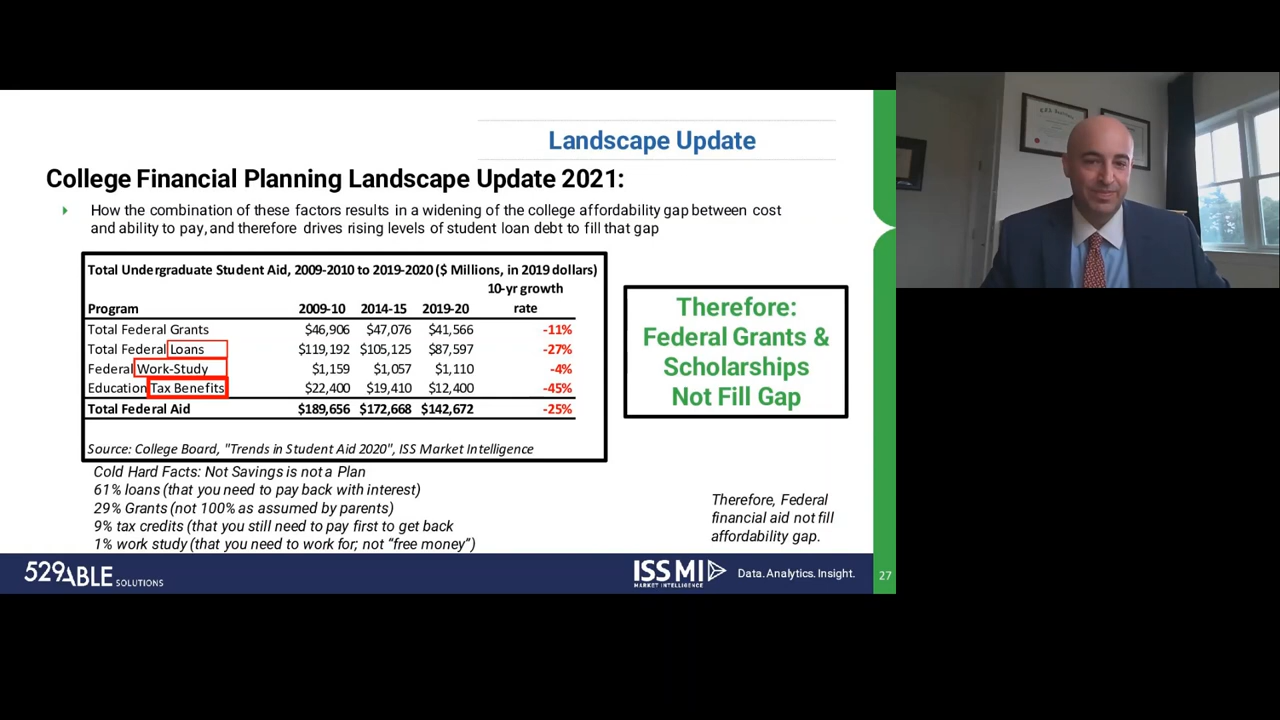 Landscape Update
College Financial Planning Landscape Update 2021:
How the combination of these factors results in a widening of the college affordability gap between cost
and ability to pay, and therefore drives rising levels of student loan debt to fill that gap
Total Undergraduate Student Aid, 2009-2010 to 2019-2020 ($ Millions, in 2019 dollars)
10-yr growth
Program 2009-10 2014-15 2019-20 rate
Total Federal Grants $46,906 $47,076 $41,566 -11%
Total Federal Loans $119,192 $105,125 $87,597 -27%
Federal Work-Study $1,159 $1,057 $1,110 -4%
Education Tax Benefits $22,400 $19,410 $12,400 -45%
Total Federal Aid $189,656 $172,668 $142,672 -25%
Source: College Board, "Trends in Student Aid 2020", ISS Market Intelligence
Therefore:
Federal Grants &
Scholarships
Not Fill Gap
Cold Hard Facts: Not Savings is not a Plan
61% loans (that you need to pay back with interest)
29% Grants (not 100% as assumed by parents)
9% tax credits (that you still need to pay first to get back
1% work study (that you need to work for; not “free money”)
Therefore, Federal
financial aid not fill
affordability gap.
529ABLE SOLUTIONS
ISS MI
MARKET INTELLIGENCE
Data. Analytics. Insight.
27